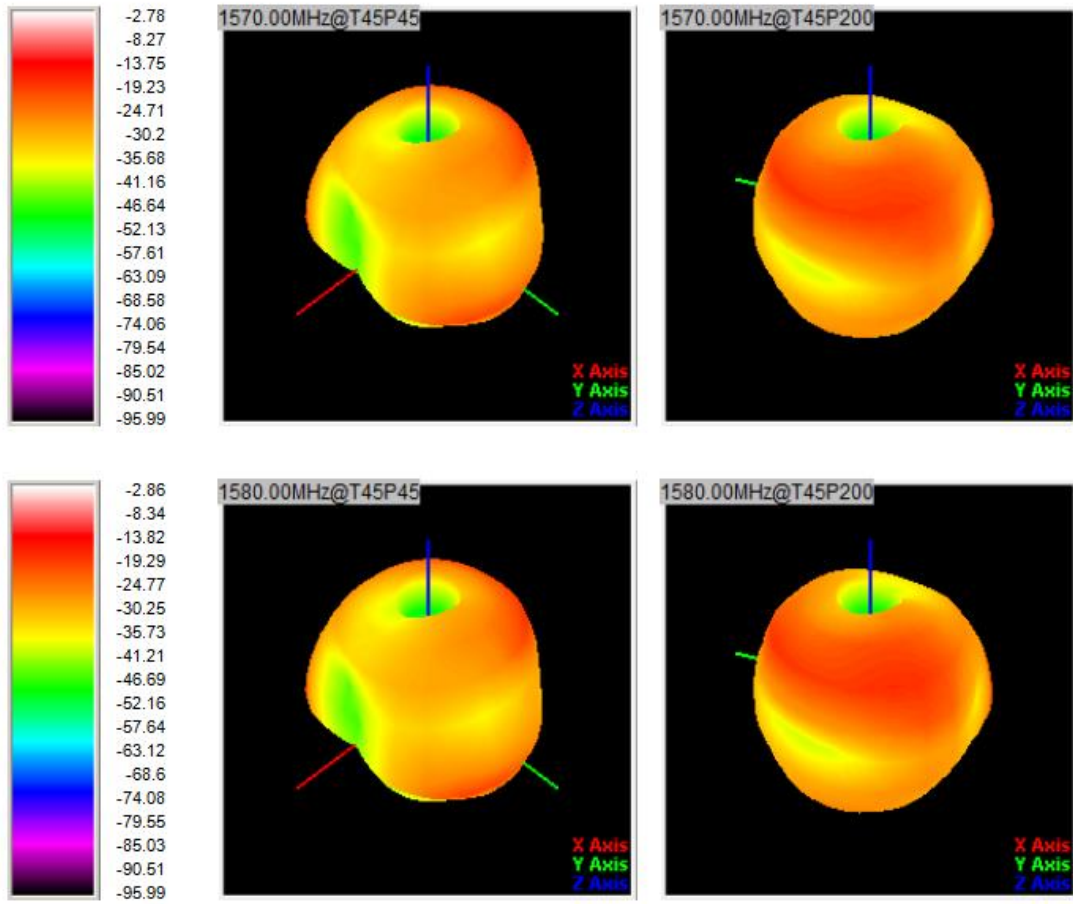 -2.78
-8.27
-13.75
-19.23
-24.71
-30.2
-35.68
-41.16
-46.64
-52.13
-57.61
-63.09
-68.58
-74.06
-79.54
-85.02
-90.51
-95.99
1570.00MHz@T45P45
X Axis
Y Axis
Z Axis
1570.00MHz@T45P200
X Axis
Y Axis
Z Axis
-2.86
-8.34
-13.82
-19.29
-24.77
-30.25
-35.73
-41.21
-46.69
-52.16
-57.64
-63.12
-68.6
-74.08
-79.55
-85.03
-90.51
-95.99
1580.00MHz@T45P45
X Axis
Y Axis
Z Axis
1580.00MHz@T45P200
X Axis
Y Axis
Z Axis